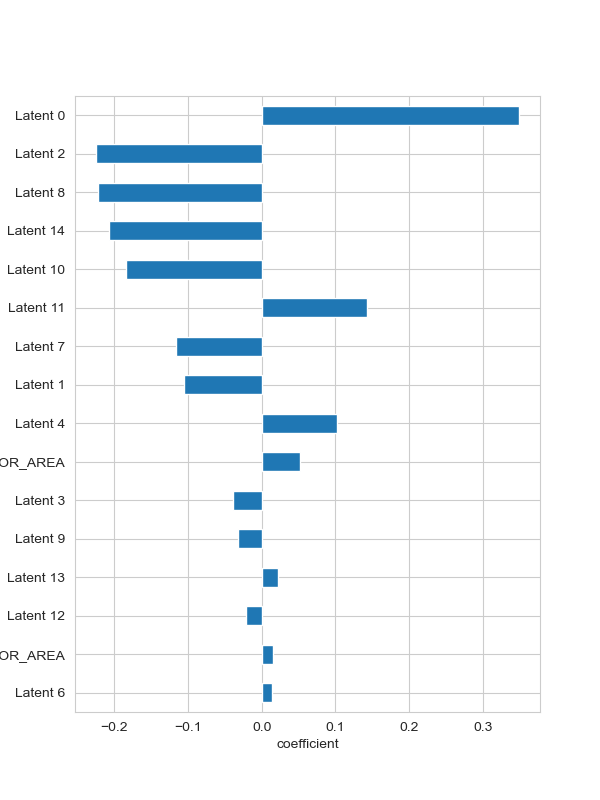 Latent 0
Latent 2
Latent 8
Latent 14
Latent 10
Latent 11
Latent 7
Latent 1
Latent 4
OR_AREA
Latent 3
Latent 9
Latent 13
Latent 12
OR_AREA
Latent 6
−0.2 −0.1 0.0 0.1 0.2 0.3
coefficient